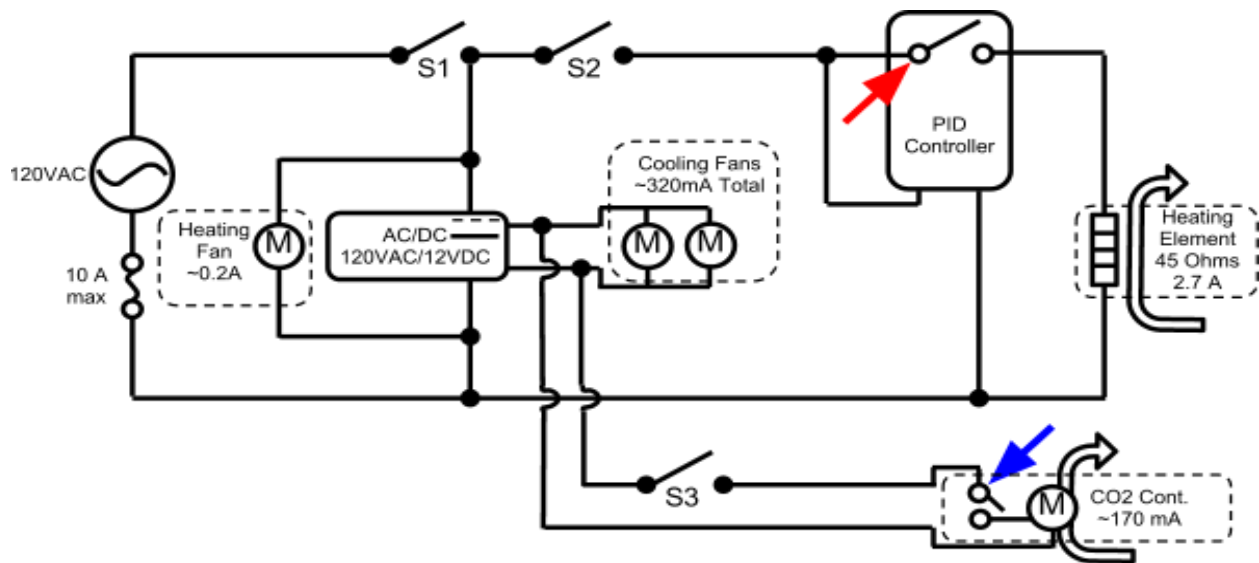 S1
S2
PID
Controller
120VAC
Cooling Fans
~320mA Total
Heating
Fan
~0.2A
M
AC/DC
120VAC/12VDC
M
M
Heating
Element
45 Ohms
2.7 A
10 A
max
S3
M
CO2 Cont.
~170 mA